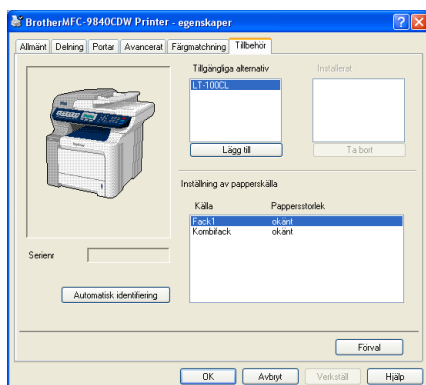 BrotherMFC-9840CDW Printer - egenskaper
Allmänt Delning Portar Avancerat Färgmatchning Tillbehör
Tillgängliga alternativ Installerat
LT-100CL
Lägg till Ta bort
Inställning av papperskälla
Källa Pappersstorlek
Fack1 okänt
Kombifack okänt
Serienr
Automatisk identifiering
Förval
OK Avbryt Verkställ Hjälp